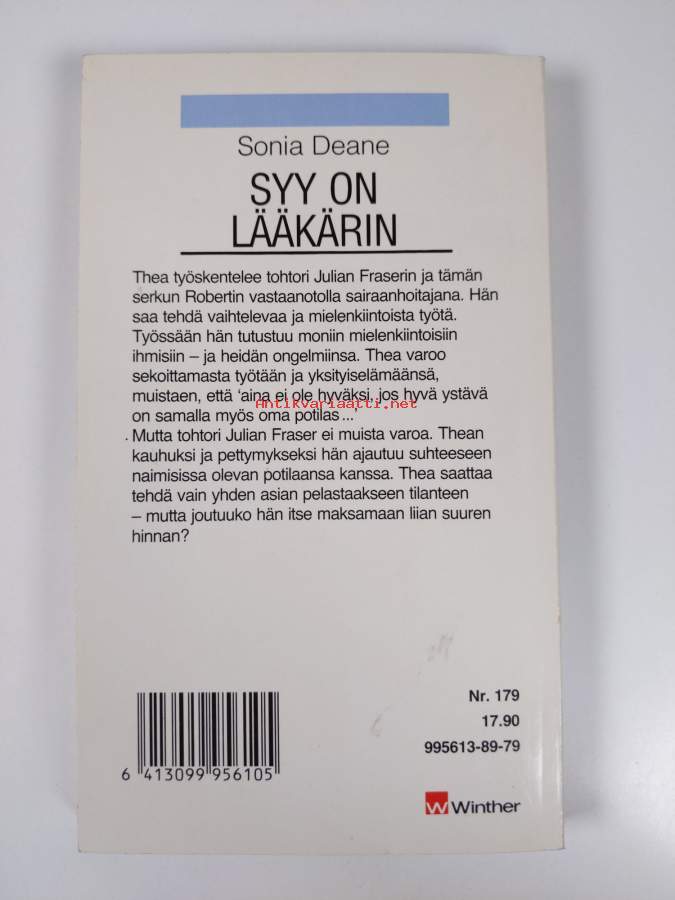 Sonia Deane
SYY ON
LÄÄKÄRIN
Thea työskentelee tohtori Julian Fraserin ja tämän
serkun Robertin vastaanotolla sairaanhoitajana. Hän
saa tehdä vaihtelevaa ja mielenkiintoista työtä.
Työssään hän tutustuu moniin mielenkiintoisiin
ihmisiin – ja heidän ongelmiinsa. Thea varoo
sekoittamasta työtään ja yksityiselämäänsä,
muistaen, että 'aina ei ole hyväksi, jos hyvä ystävä
Antikvariaatti.net
on samalla myös oma potilas ...'
Mutta tohtori Julian Fraser ei muista varoa. Thean
kauhuksi ja pettymykseksi hän ajautuu suhteeseen
naimisissa olevan potilaansa kanssa. Thea saattaa
tehdä vain yhden asian pelastaakseen tilanteen
– mutta joutuuko hän itse maksamaan liian suuren
hinnan?
Nr. 179
17.90
995613-89-79
6 413099 956105
W Winther